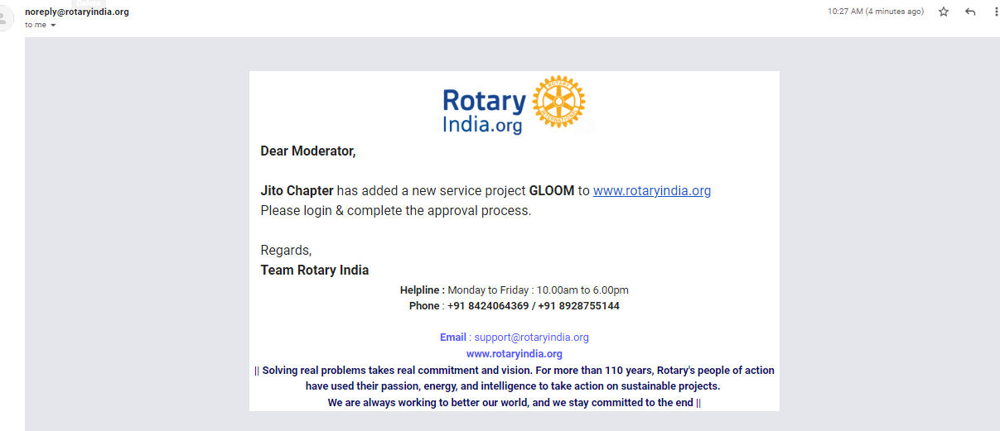 noreply@rotaryindia.org
10:27 AM (4 minutes ago)
to me
Rotary
India.org
ROTARY
INTERNATIONAL
Dear Moderator,
Jito Chapter has added a new service project GLOOM to www.rotaryindia.org
Please login & complete the approval process.
Regards,
Team Rotary India
Helpline : Monday to Friday : 10.00am to 6.00pm
Phone : +91 8424064369 / +91 8928755144
Email : support@rotaryindia.org
www.rotaryindia.org
|| Solving real problems takes real commitment and vision. For more than 110 years, Rotary's people of action
have used their passion, energy, and intelligence to take action on sustainable projects.
We are always working to better our world, and we stay committed to the end ||